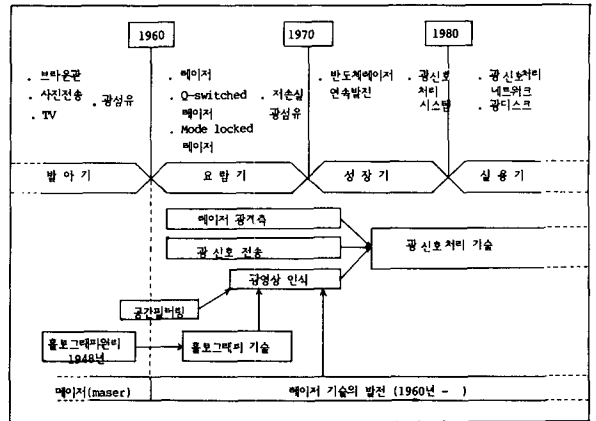 1960
1970
1980
. 브라운관
. 사진전송 . 광섬유
. TV
. 레이저
. Q-switched
레이저
. Mode locked
레이저
. 저손실
광섬유
. 반도체레이저
연속발진
. 광신호
처리
시스템
. 광신호처리
네트워크
. 광디스크
발 아 기
요 람 기
성 장 기
실 용 기
레이저 광계측
광 신호 전송
광 신호처리 기술
광영상 인식
공간필터링
홀로그래피원리
1948년
홀로그래피 기술
메이저(maser)
레이저 기술의 발전 (1960년 - )